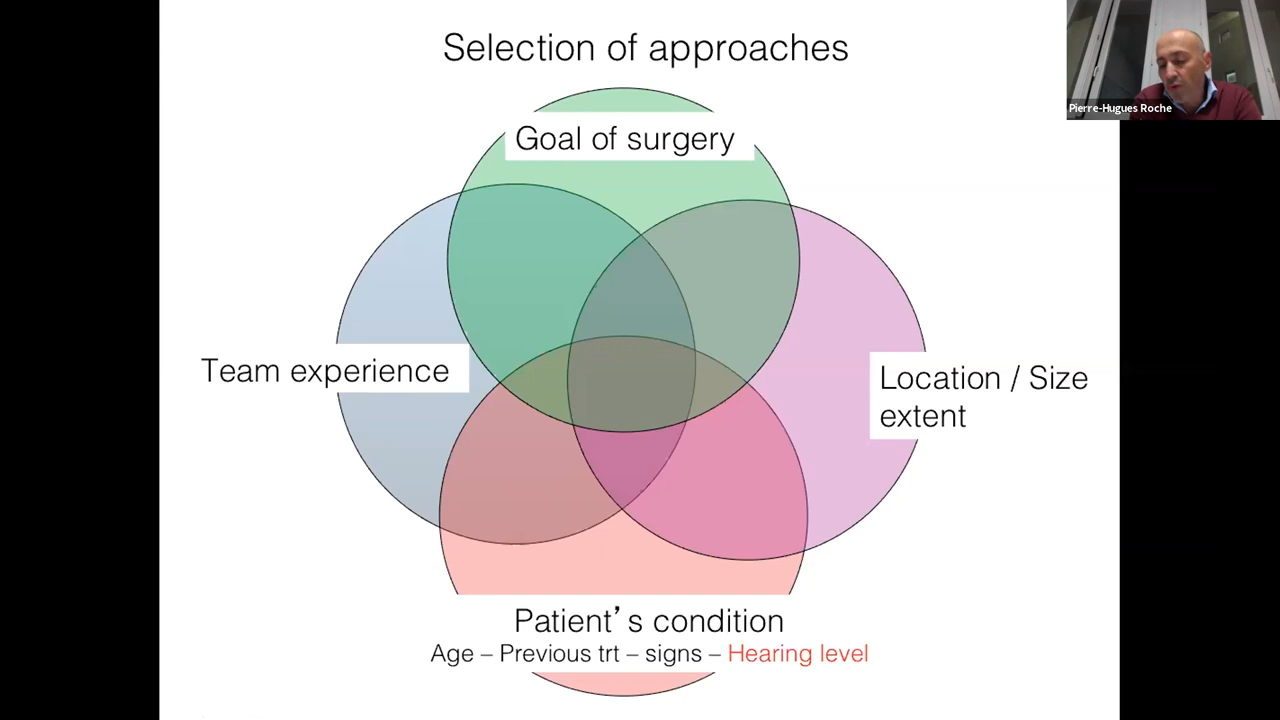 Selection of approaches
Pierre-Hugues Roche
Goal of surgery
Team experience
Location / Size
extent
Patient’s condition
Age – Previous trt – signs – Hearing level